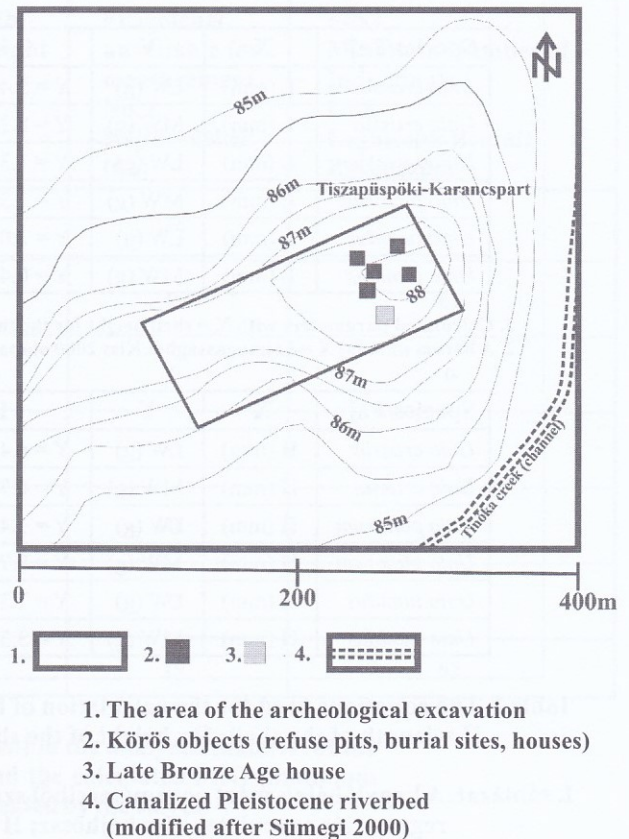 N
85m
86m
Tiszapüspöki-Karancspart
87m
88
87m
86m
85m
Tinoka creek (channel)
0 200 400m
1. 2. 3. 4.
1. The area of the archeological excavation
2. Körös objects (refuse pits, burial sites, houses)
3. Late Bronze Age house
4. Canalized Pleistocene riverbed
(modified after Sümegi 2000)